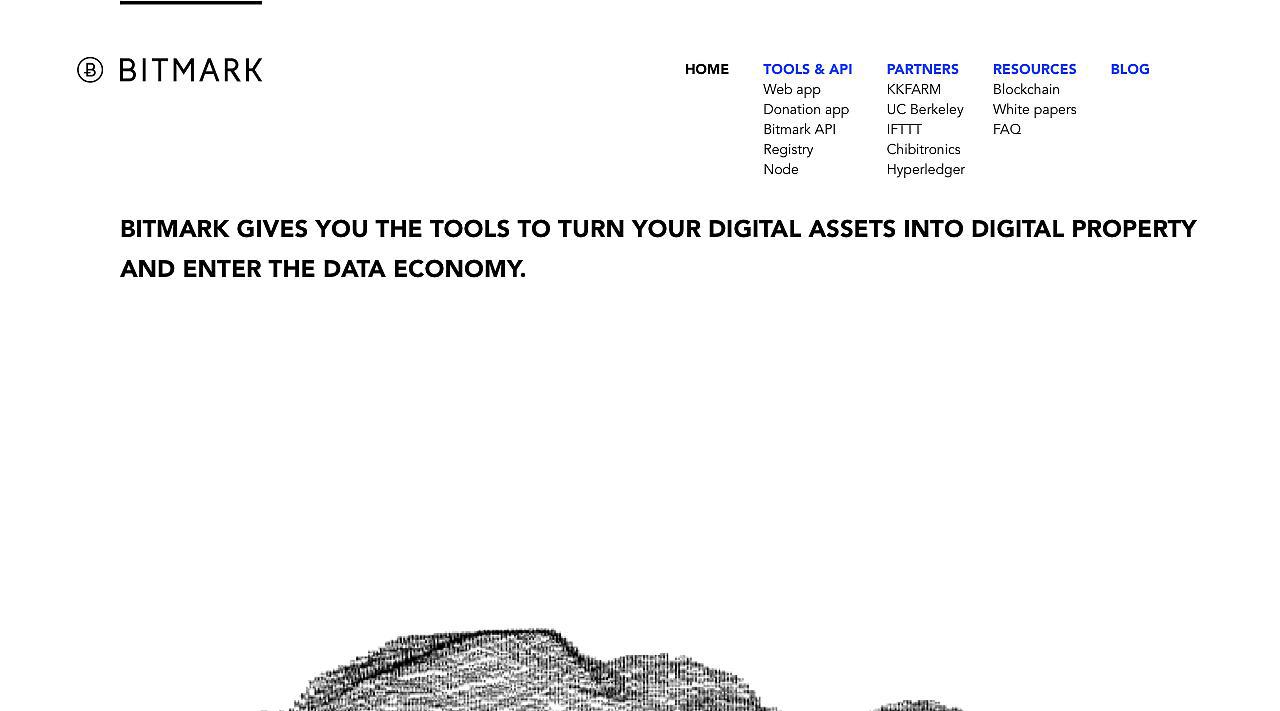 BITMARK
HOME
TOOLS & API
Web app
Donation app
Bitmark API
Registry
Node
PARTNERS
KKFARM
UC Berkeley
IFTTT
Chibitronics
Hyperledger
RESOURCES
Blockchain
White papers
FAQ
BLOG
BITMARK GIVES YOU THE TOOLS TO TURN YOUR DIGITAL ASSETS INTO DIGITAL PROPERTY
AND ENTER THE DATA ECONOMY.